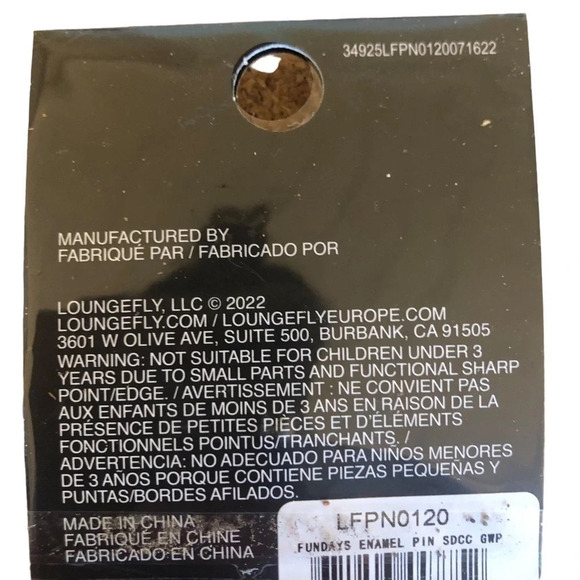 34925LFPN0120071622
MANUFACTURED BY
FABRIQUÉ PAR / FABRICADO POR
LOUNGEFLY, LLC © 2022
LOUNGEFLY.COM / LOUNGEFLYEUROPE.COM
3601 W OLIVE AVE, SUITE 500, BURBANK, CA 91505
WARNING: NOT SUITABLE FOR CHILDREN UNDER 3
YEARS DUE TO SMALL PARTS AND FUNCTIONAL SHARP
POINT/EDGE. / AVERTISSEMENT : NE CONVIENT PAS
AUX ENFANTS DE MOINS DE 3 ANS EN RAISON DE LA
PRÉSENCE DE PETITES PIÈCES ET D'ÉLÉMENTS
FONCTIONNELS POINTUS/TRANCHANTS. /
ADVERTENCIA: NO ADECUADO PARA NIÑOS MENORES
DE 3 AÑOS PORQUE CONTIENE PIEZAS PEQUEÑAS Y
PUNTAS/BORDES AFILADOS.
MADE IN CHINA
FABRIQUÉ EN CHINE
FABRICADO EN CHINA
LFPN0120
FUNDAYS ENAMEL PIN SDCC GWP